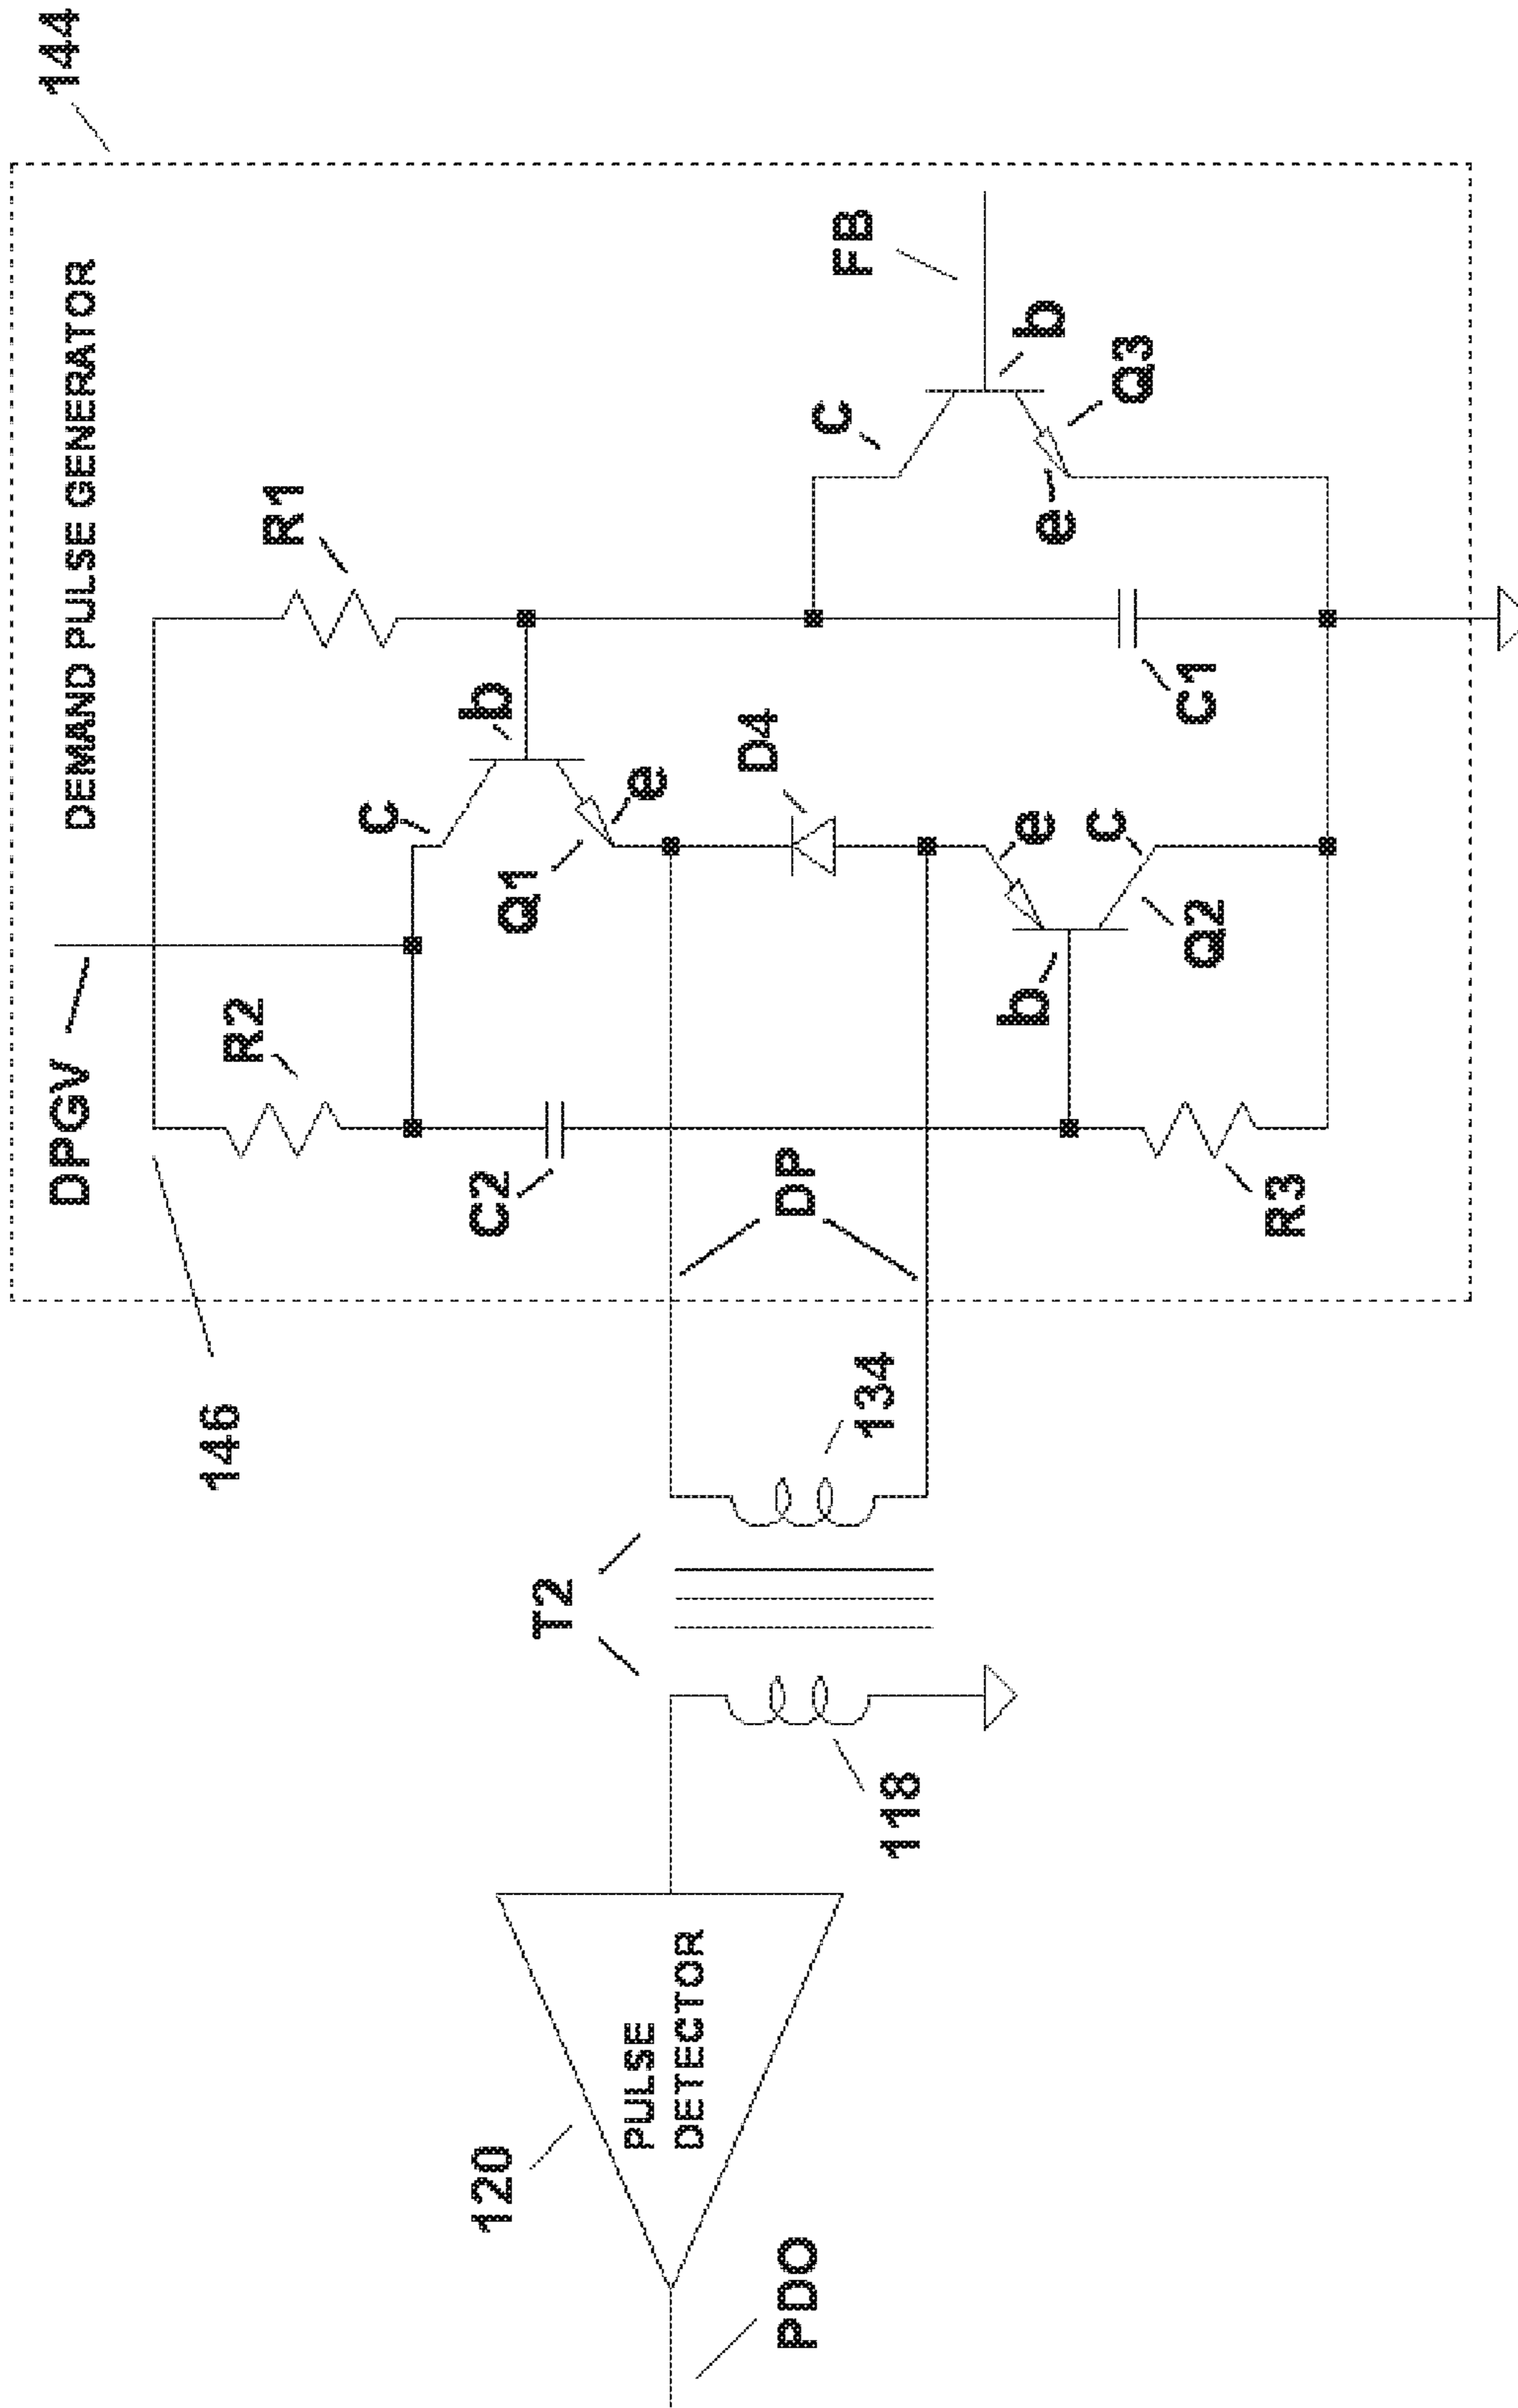 144
DEMAND PULSE GENERATOR
DPGV
R2
R1
146
C
b
Q1
e
C2
D4
FB
C
b
e
Q3
DP
b
e
C
Q2
C1
R3
T2
134
118
PULSE
DETECTOR
120
PDO